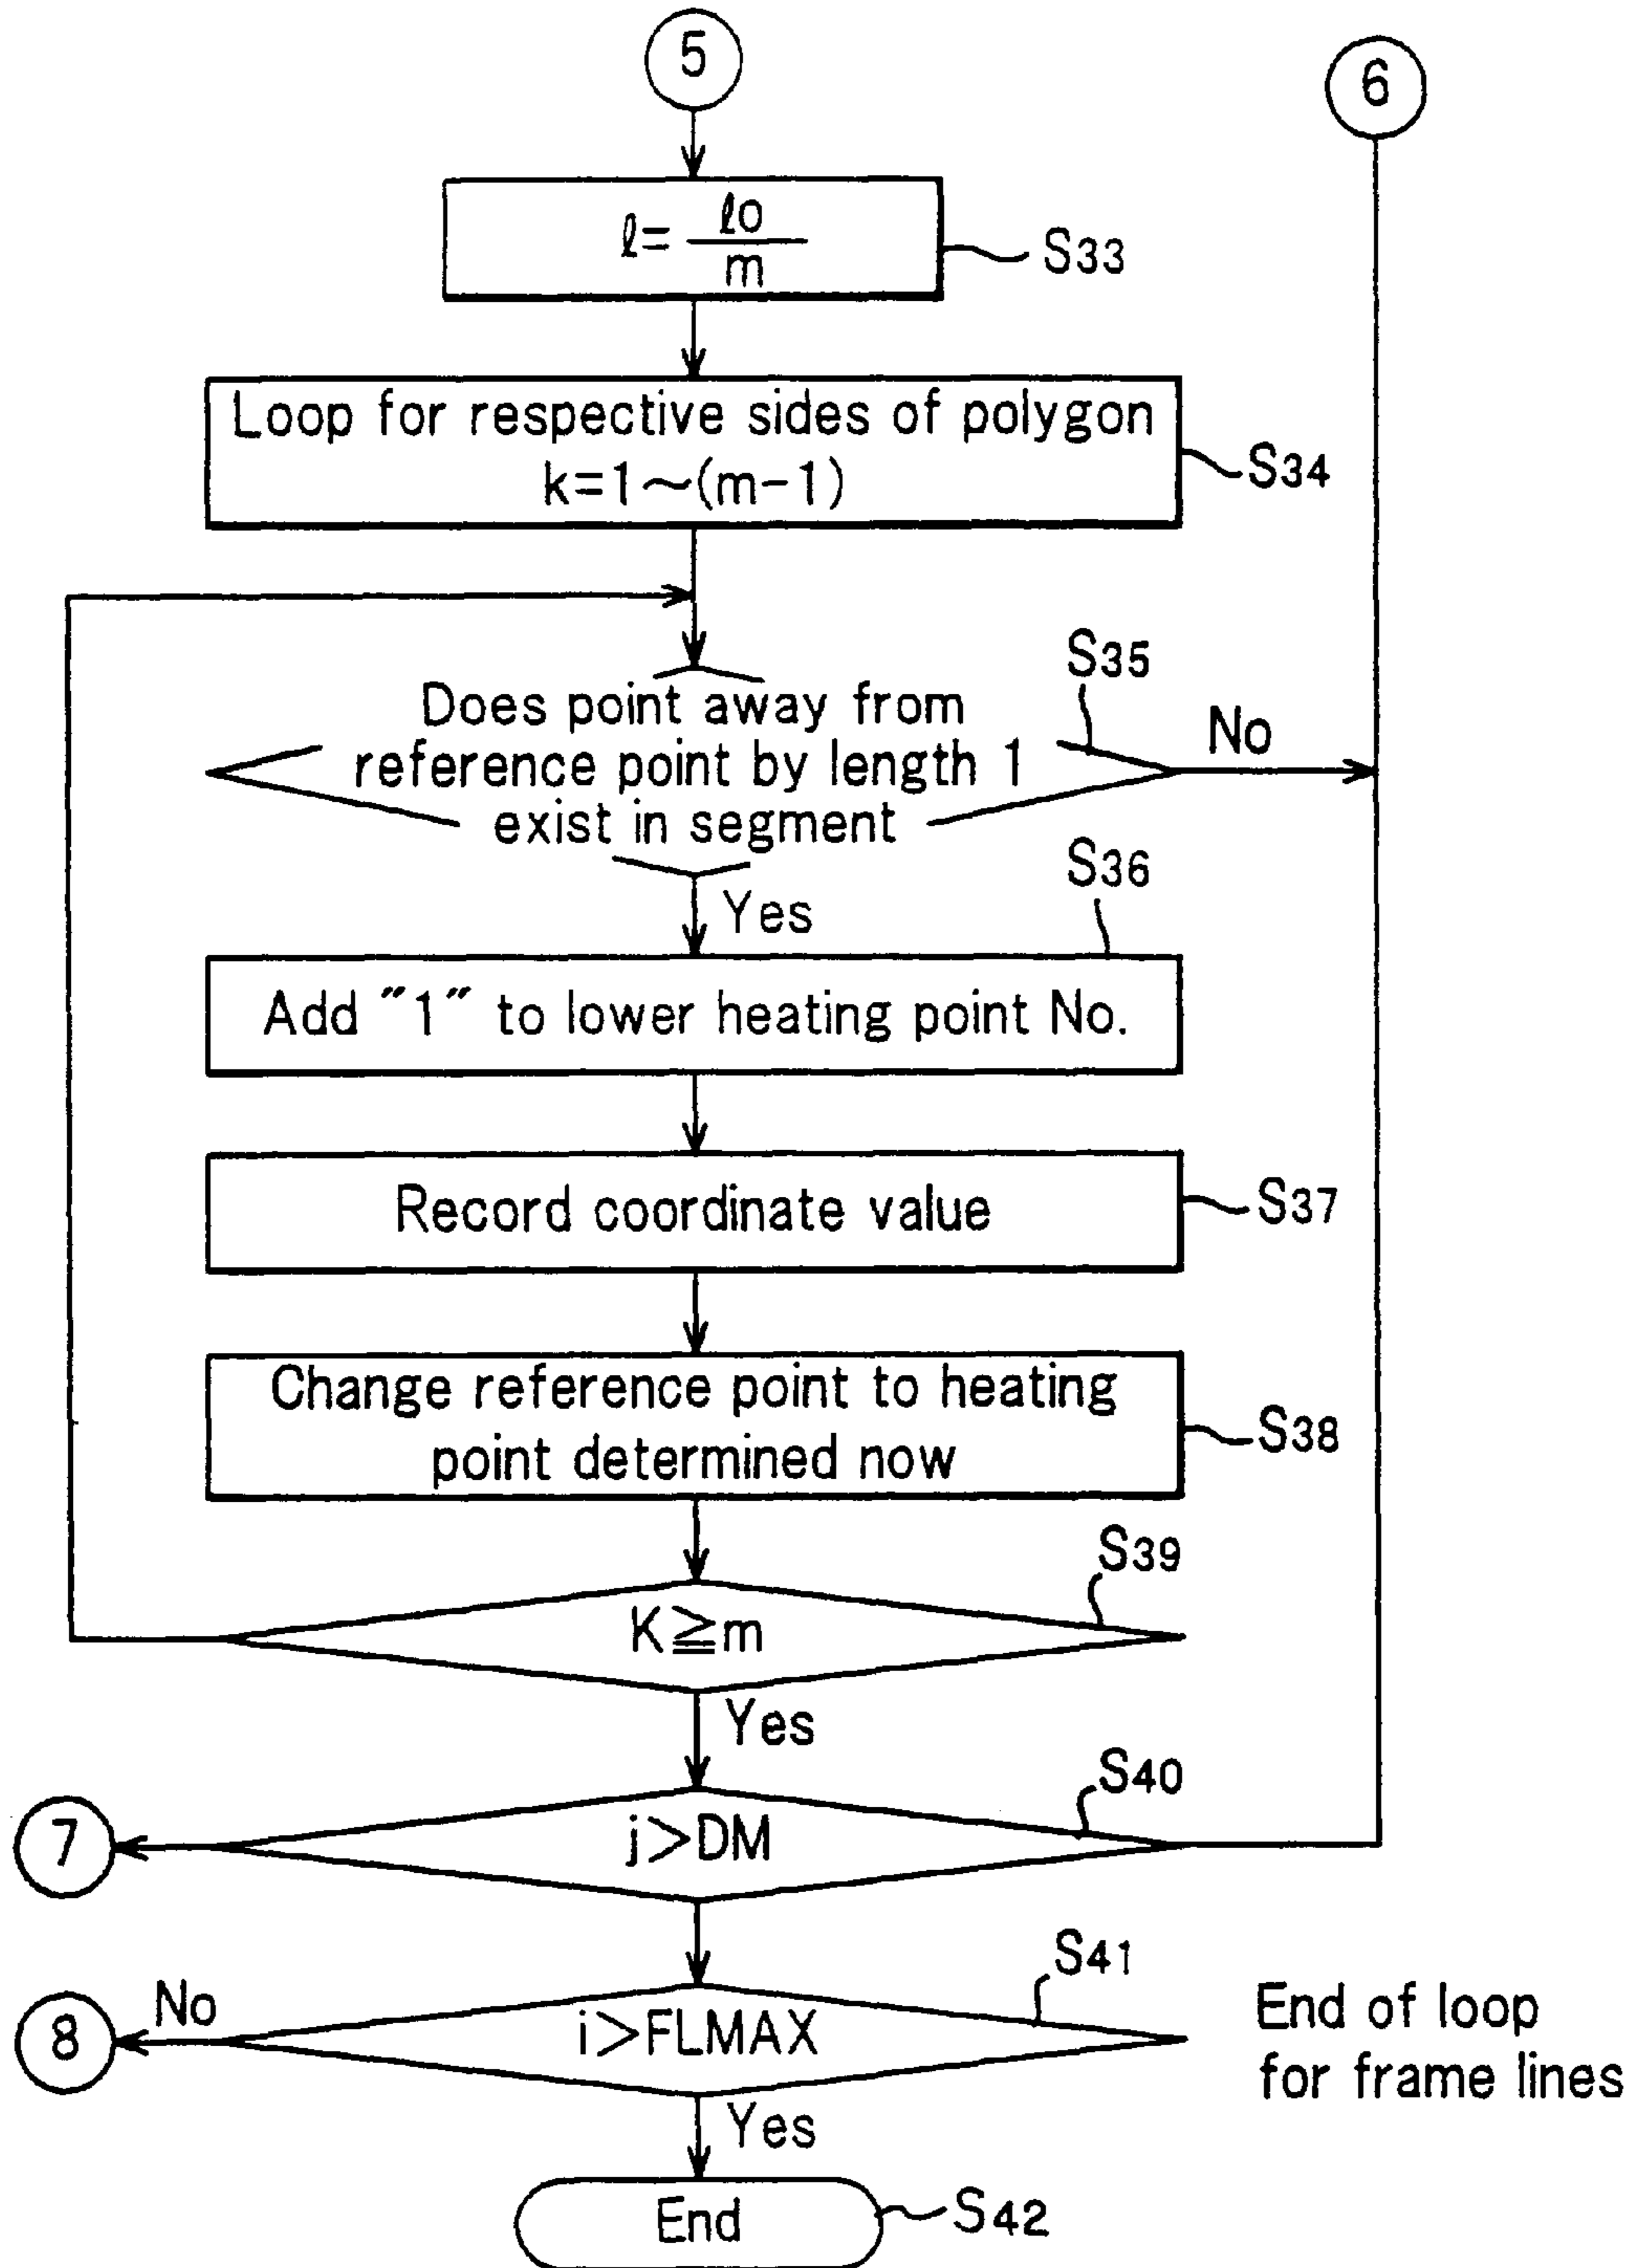 5
6
ℓ= ℓo
m
S33
Loop for respective sides of polygon
k=1~(m-1)
S34
S35
Does point away from
reference point by length 1
exist in segment
No
Yes
S36
Add "1" to lower heating point No.
Record coordinate value
S37
Change reference point to heating
point determined now
S38
S39
K≧m
Yes
S40
7
j>DM
S41
8
No
i>FLMAX
End of loop
for frame lines
Yes
End
S42